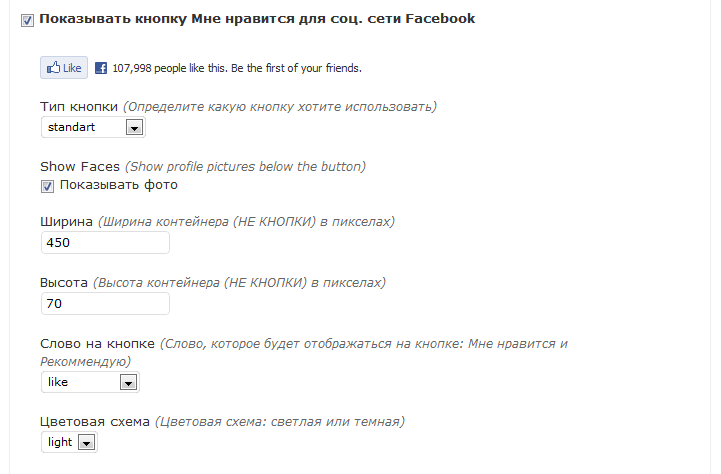 Показывать кнопку Мне нравится для соц. сети Facebook
Like 107,998 people like this. Be the first of your friends.
Тип кнопки (Определите какую кнопку хотите использовать)
standart
Show Faces (Show profile pictures below the button)
Показывать фото
Ширина (Ширина контейнера (НЕ КНОПКИ) в пикселах)
450
Высота (Высота контейнера (НЕ КНОПКИ) в пикселах)
70
Слово на кнопке (Слово, которое будет отображаться на кнопке: Мне нравится и
Рекоммендую)
like
Цветовая схема (Цветовая схема: светлая или темная)
light